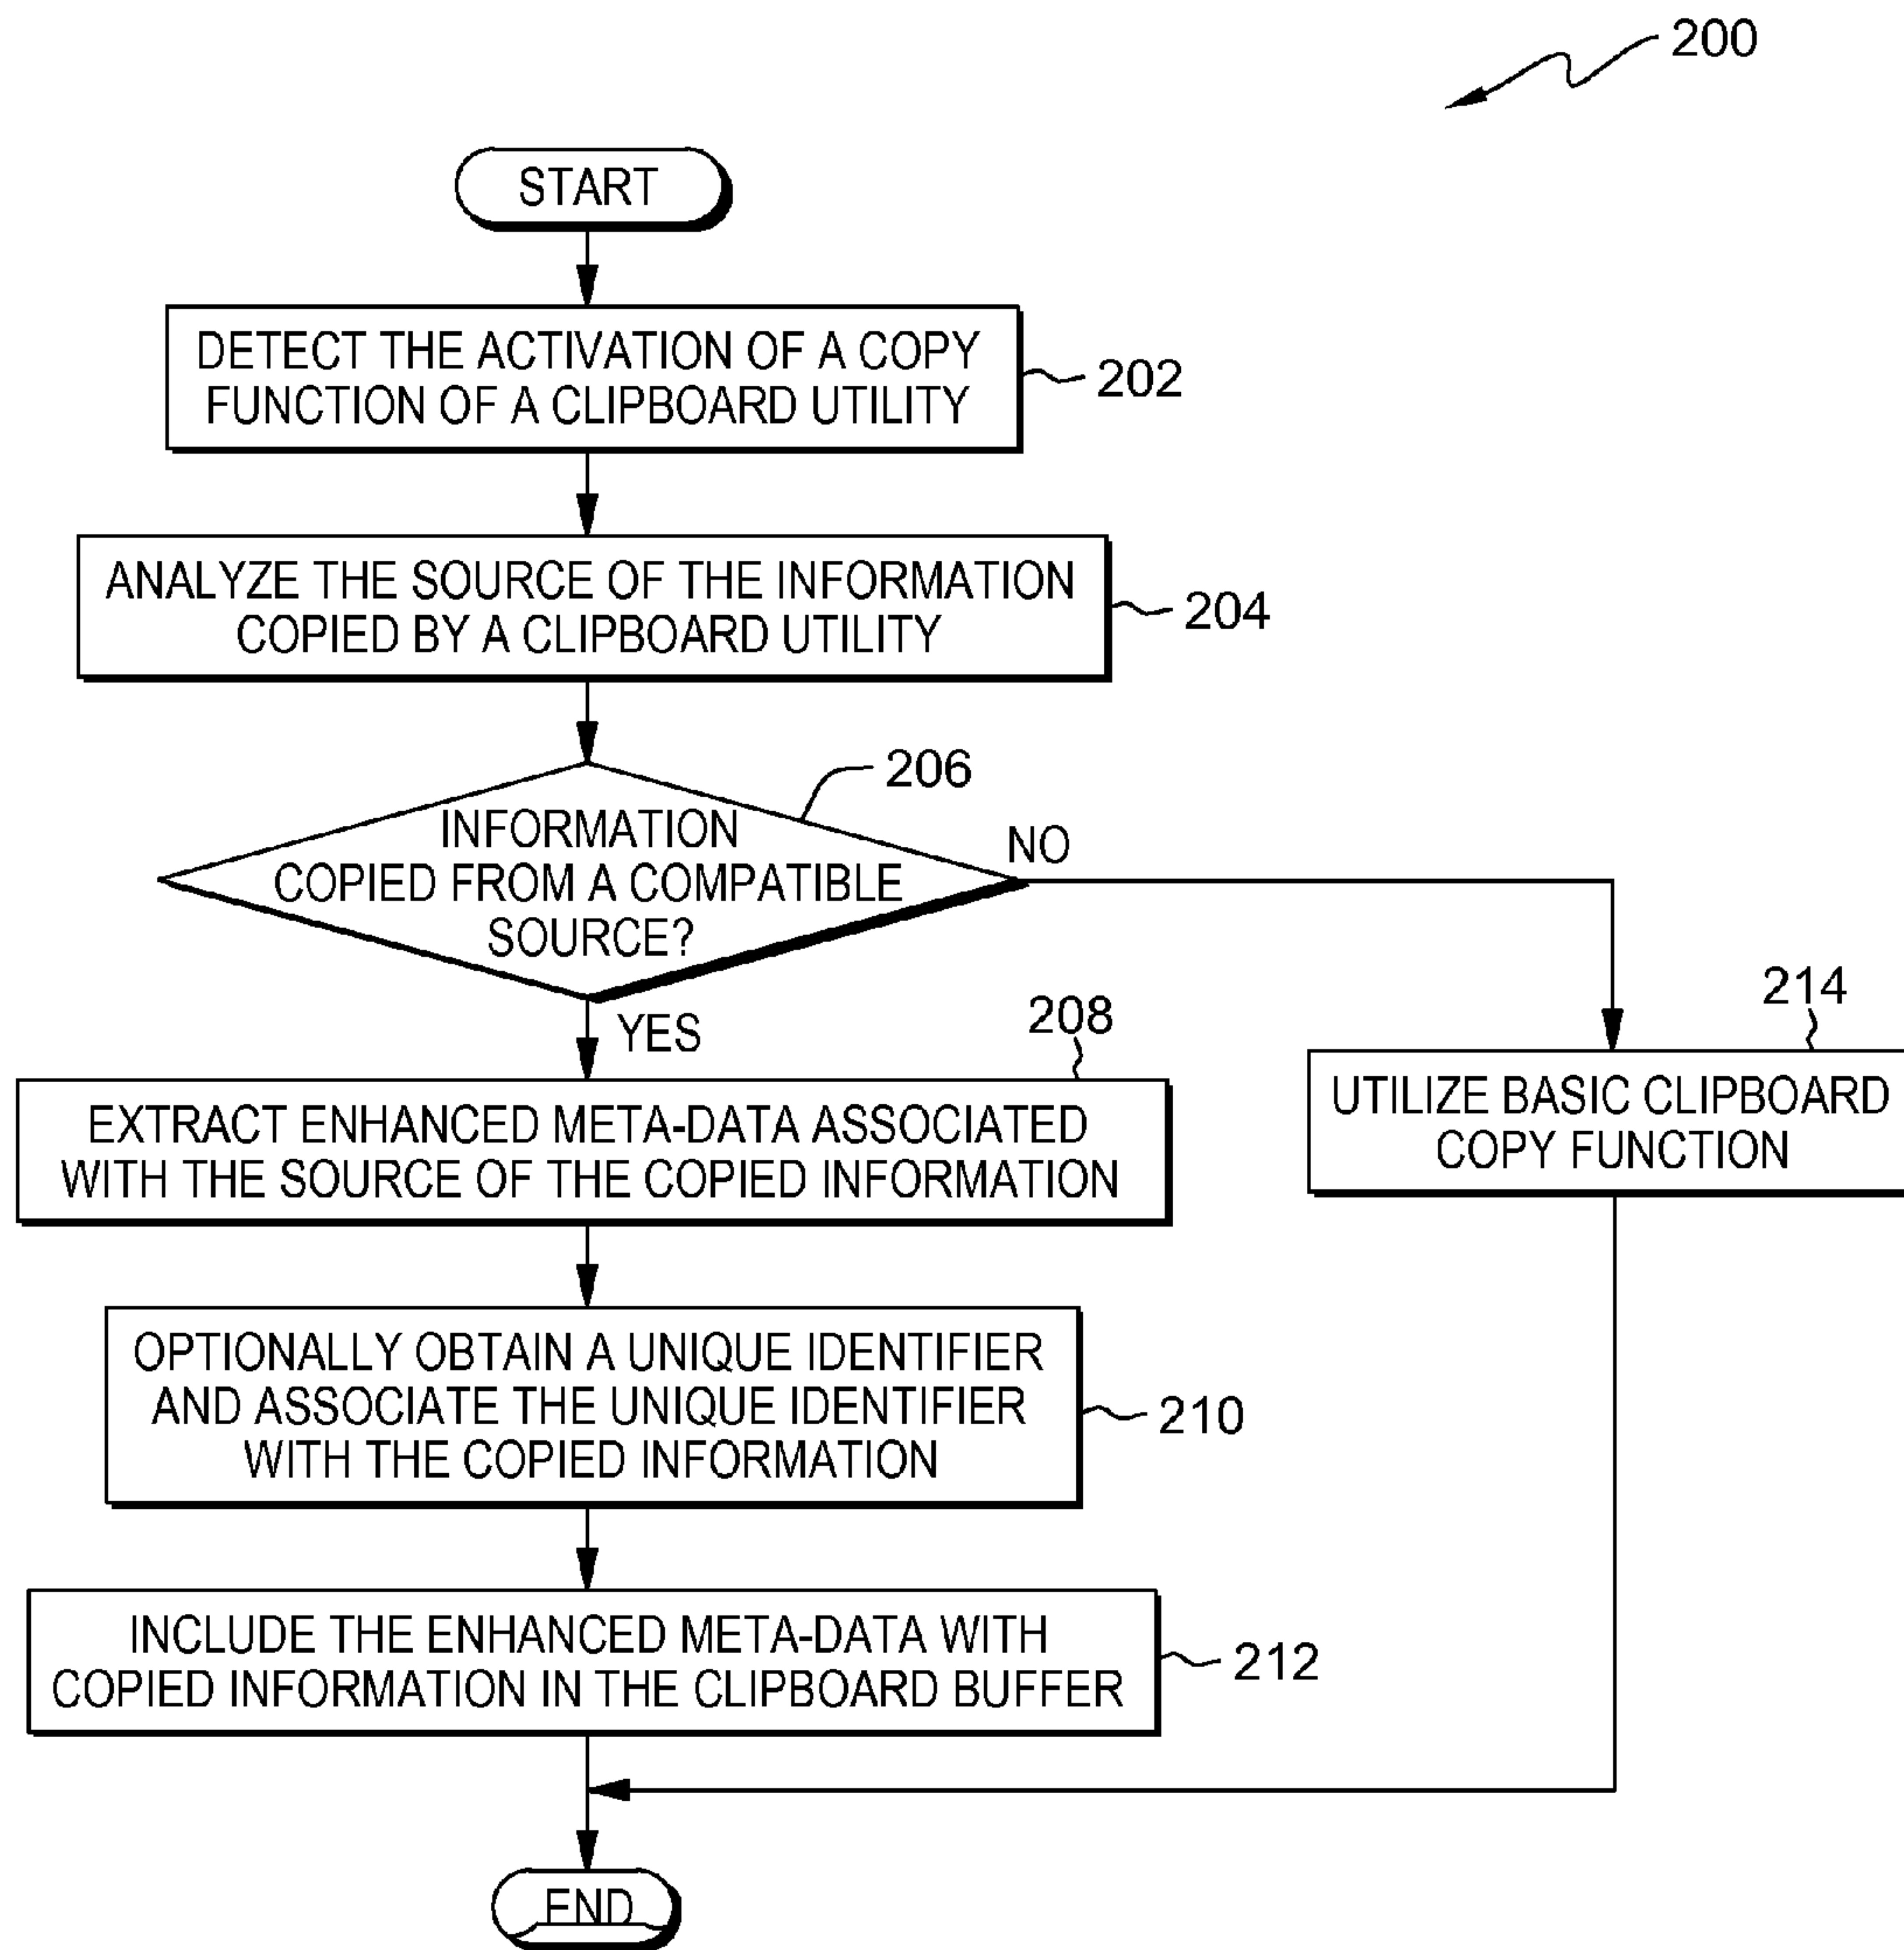 200
START
DETECT THE ACTIVATION OF A COPY
FUNCTION OF A CLIPBOARD UTILITY
202
ANALYZE THE SOURCE OF THE INFORMATION
COPIED BY A CLIPBOARD UTILITY
204
206
INFORMATION
COPIED FROM A COMPATIBLE
SOURCE?
NO
YES
208
EXTRACT ENHANCED META-DATA ASSOCIATED
WITH THE SOURCE OF THE COPIED INFORMATION
214
UTILIZE BASIC CLIPBOARD
COPY FUNCTION
OPTIONALLY OBTAIN A UNIQUE IDENTIFIER
AND ASSOCIATE THE UNIQUE IDENTIFIER
WITH THE COPIED INFORMATION
210
INCLUDE THE ENHANCED META-DATA WITH
COPIED INFORMATION IN THE CLIPBOARD BUFFER
212
END